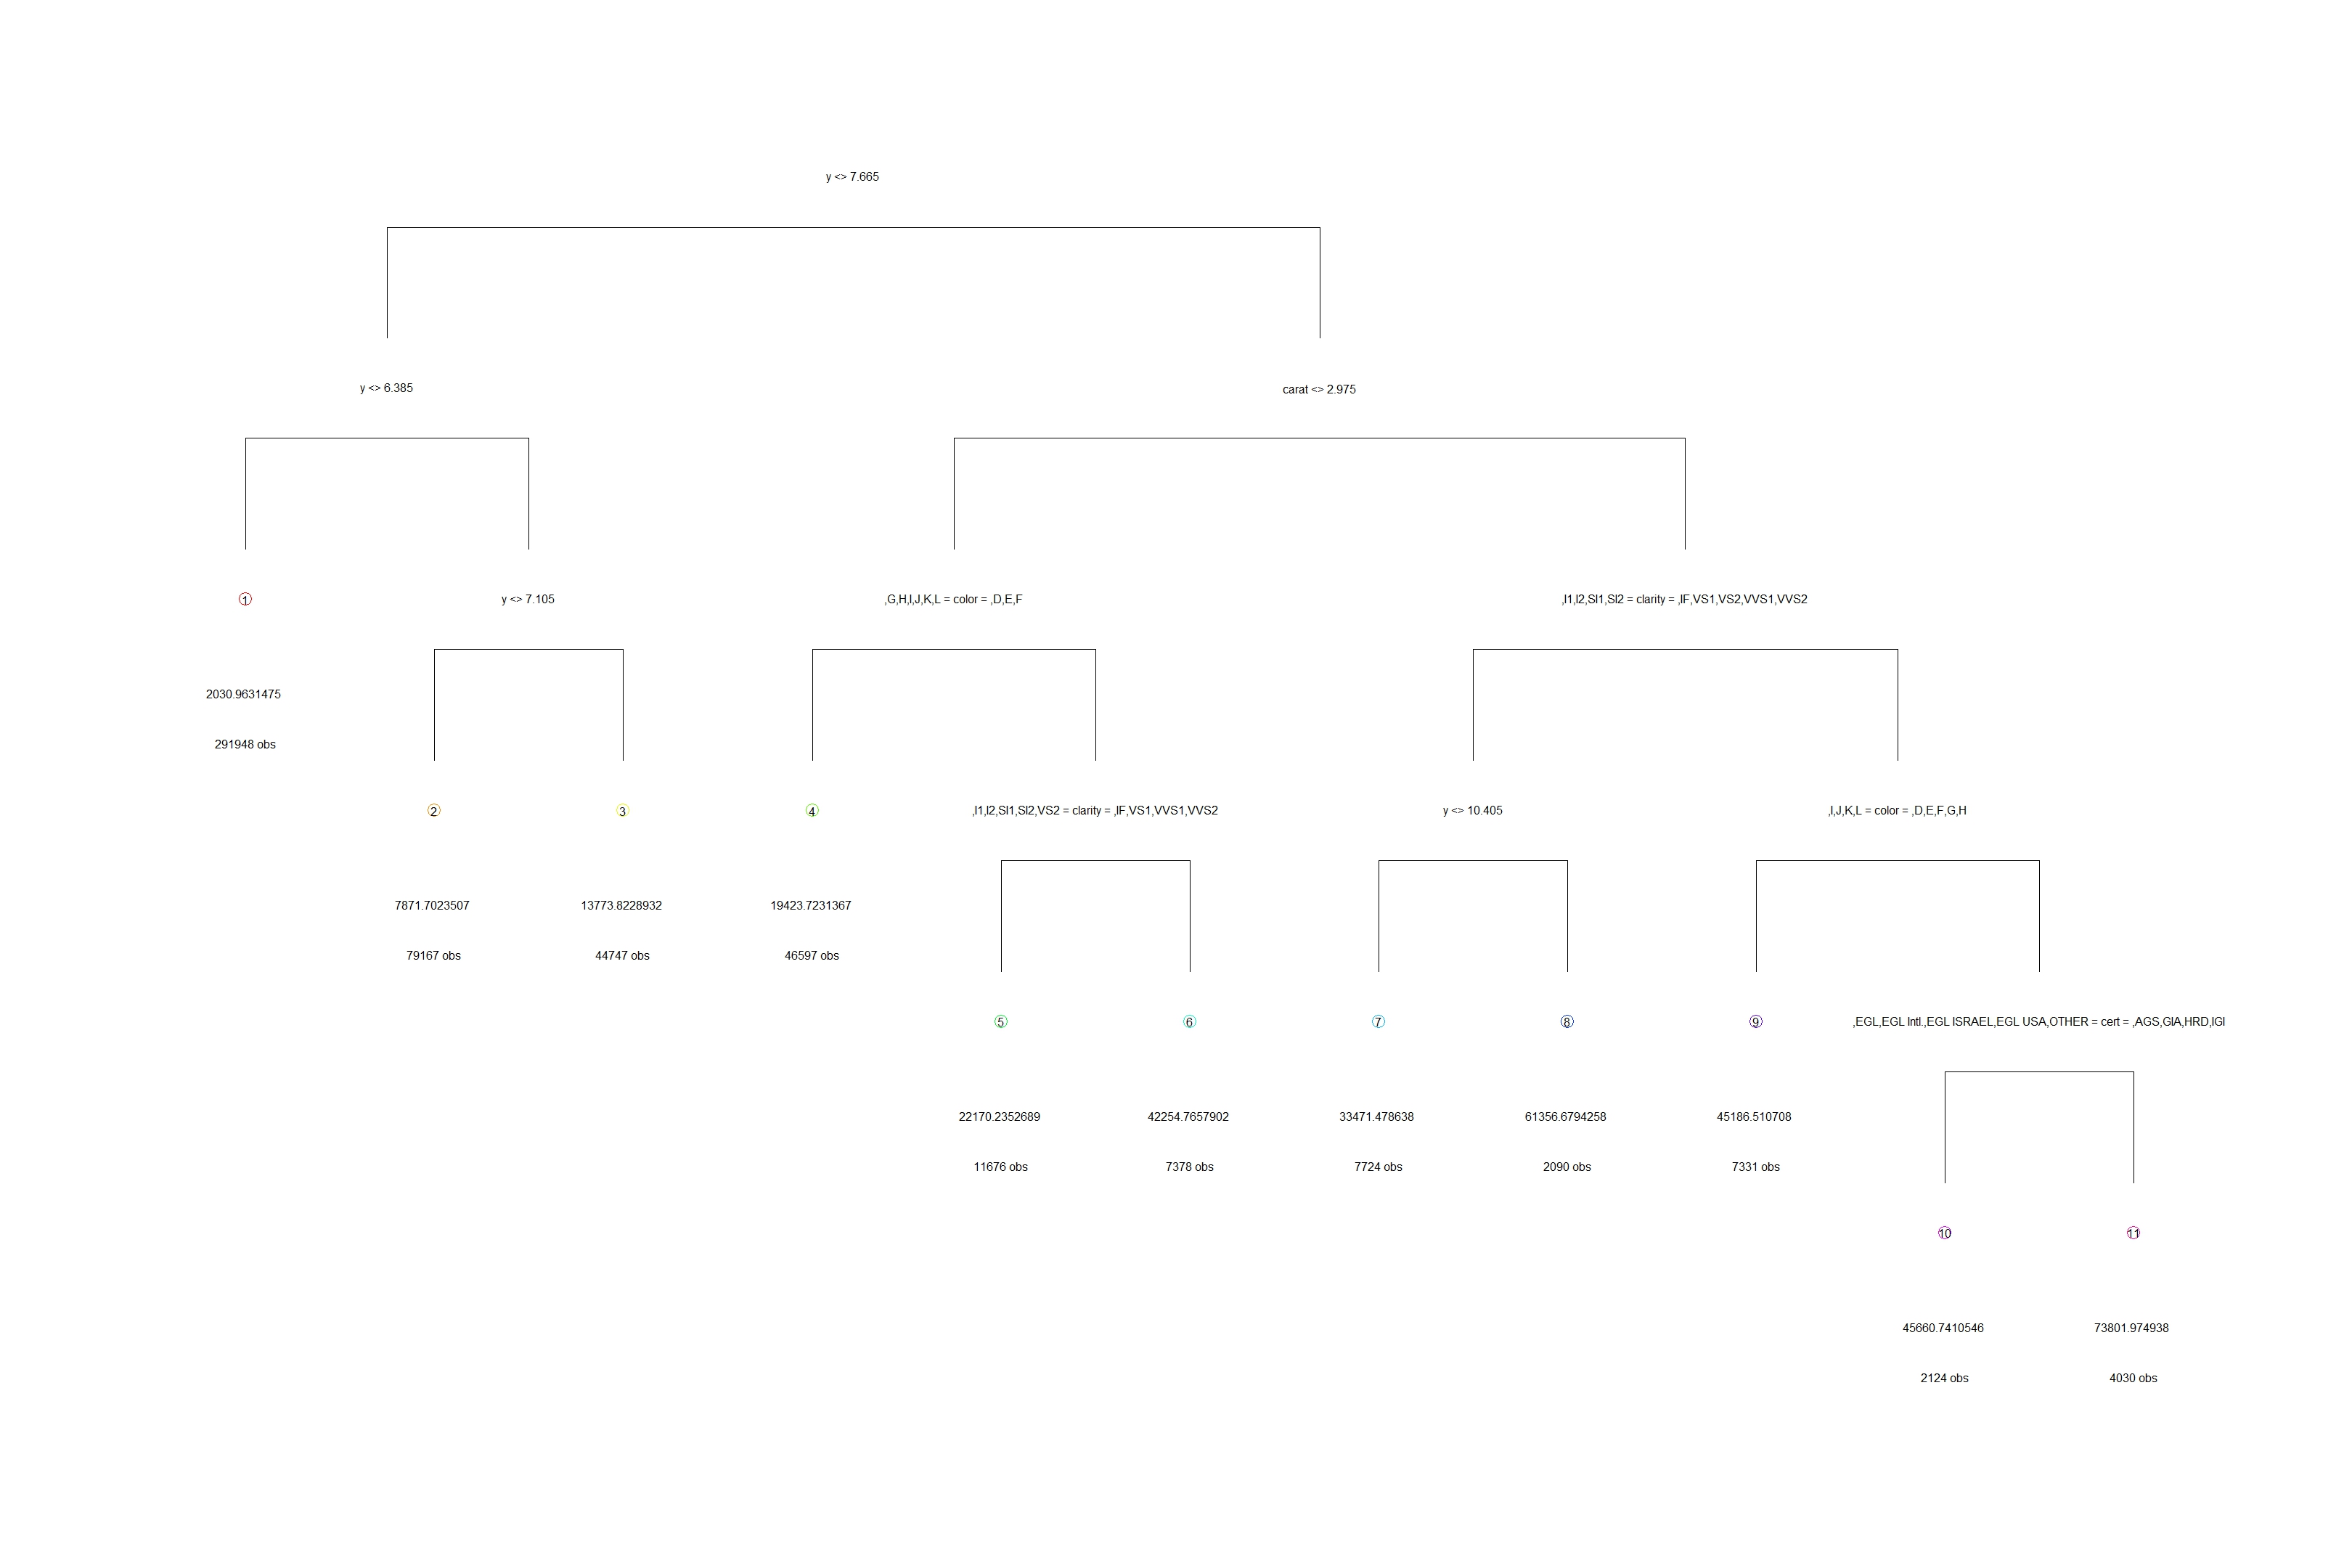 y <> 7.665
y <> 6.385
carat <> 2.975
1
y <> 7.105
,G,H,I,J,K,L = color = ,D,E,F
,I1,I2,SI1,SI2 = clarity = ,IF,VS1,VS2,VVS1,VVS2
2030.9631475
291948 obs
2
3
4
,I1,I2,SI1,SI2,VS2 = clarity = ,IF,VS1,VVS1,VVS2
y <> 10.405
,I,J,K,L = color = ,D,E,F,G,H
7871.7023507
13773.8228932
19423.7231367
79167 obs
44747 obs
46597 obs
5
6
7
8
9
,EGL,EGL Intl.,EGL ISRAEL,EGL USA,OTHER = cert = ,AGS,GIA,HRD,IGI
22170.2352689
42254.7657902
33471.478638
61356.6794258
45186.510708
11676 obs
7378 obs
7724 obs
2090 obs
7331 obs
10
11
45660.7410546
73801.974938
2124 obs
4030 obs